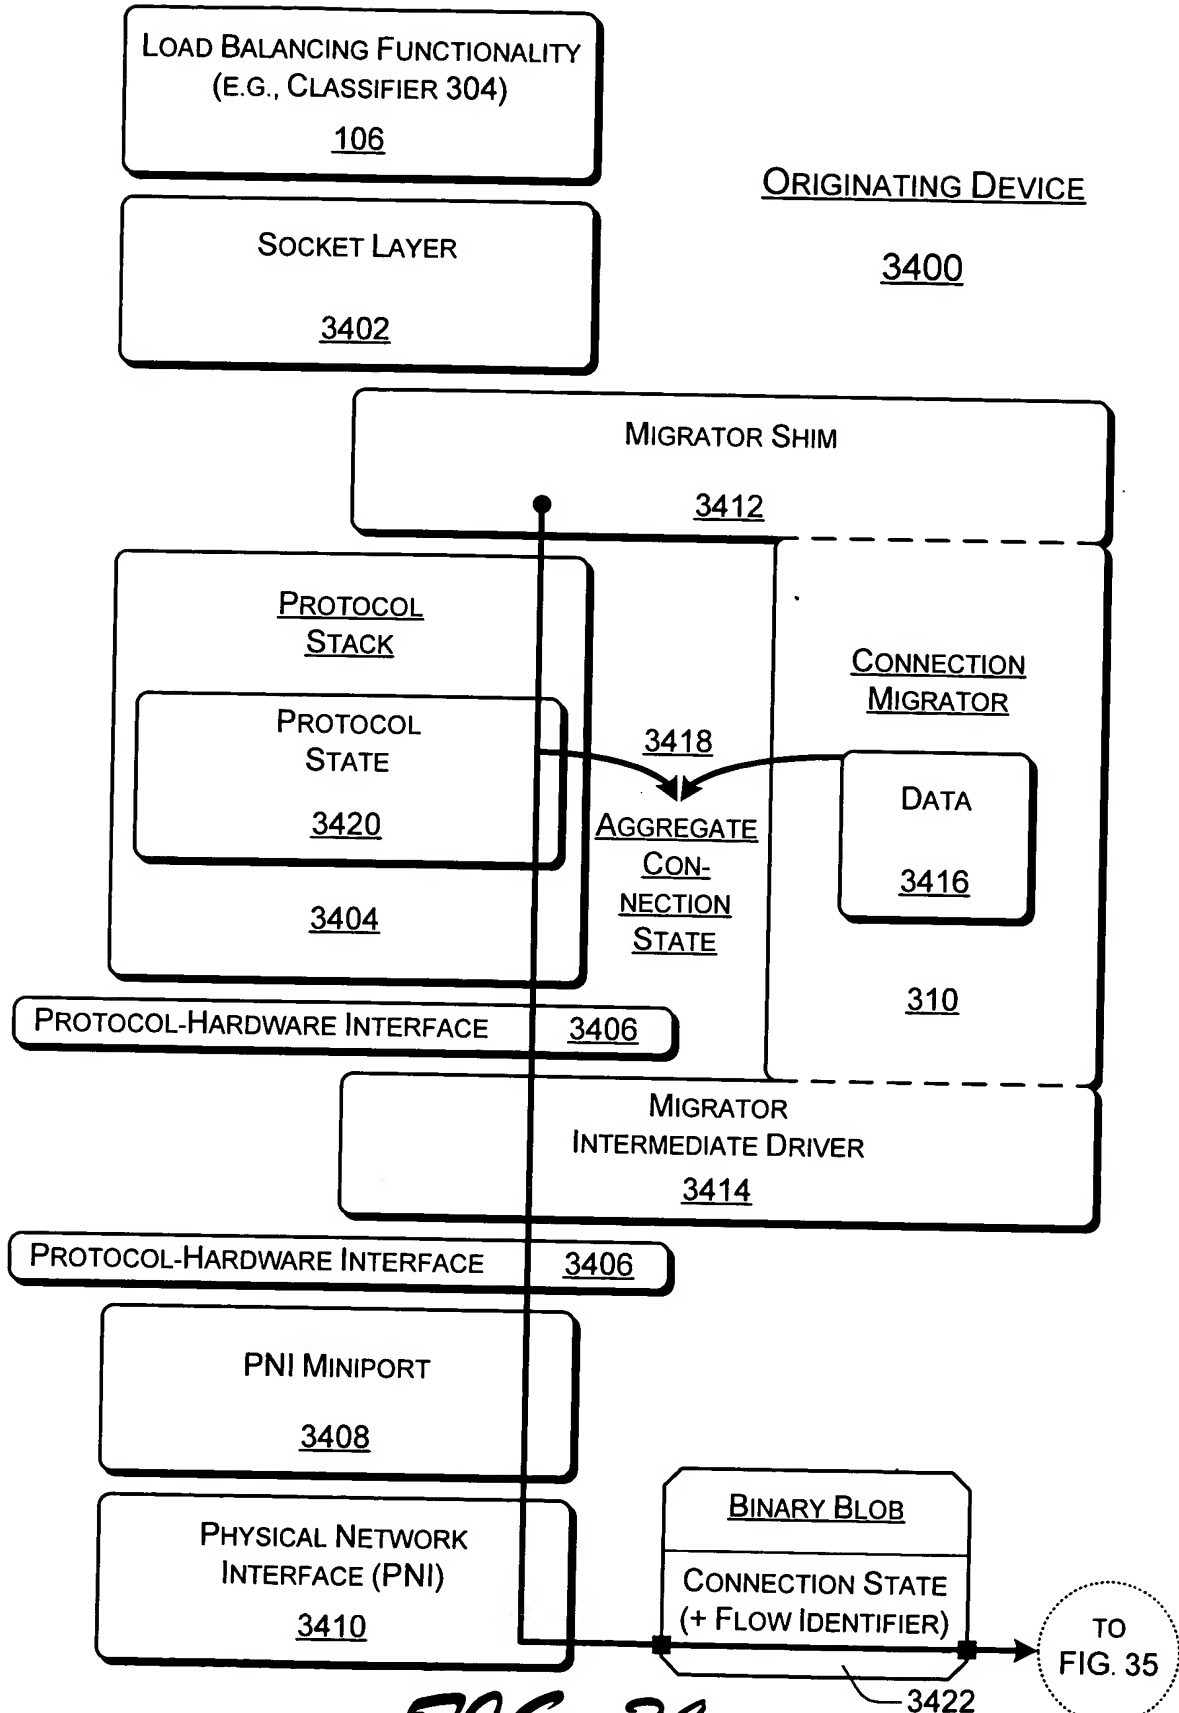 LOAD BALANCING FUNCTIONALITY
(E.G., CLASSIFIER 304)
106
ORIGINATING DEVICE
3400
SOCKET LAYER
3402
MIGRATOR SHIM
3412
PROTOCOL
STACK
PROTOCOL
STATE
3420
3404
3418
AGGREGATE
CON-
NECTION
STATE
CONNECTION
MIGRATOR
DATA
3416
310
PROTOCOL-HARDWARE INTERFACE 3406
MIGRATOR
INTERMEDIATE DRIVER
3414
PROTOCOL-HARDWARE INTERFACE 3406
PNI MINIPORT
3408
PHYSICAL NETWORK
INTERFACE (PNI)
3410
BINARY BLOB
CONNECTION STATE
(+ FLOW IDENTIFIER)
3422
TO
FIG. 35